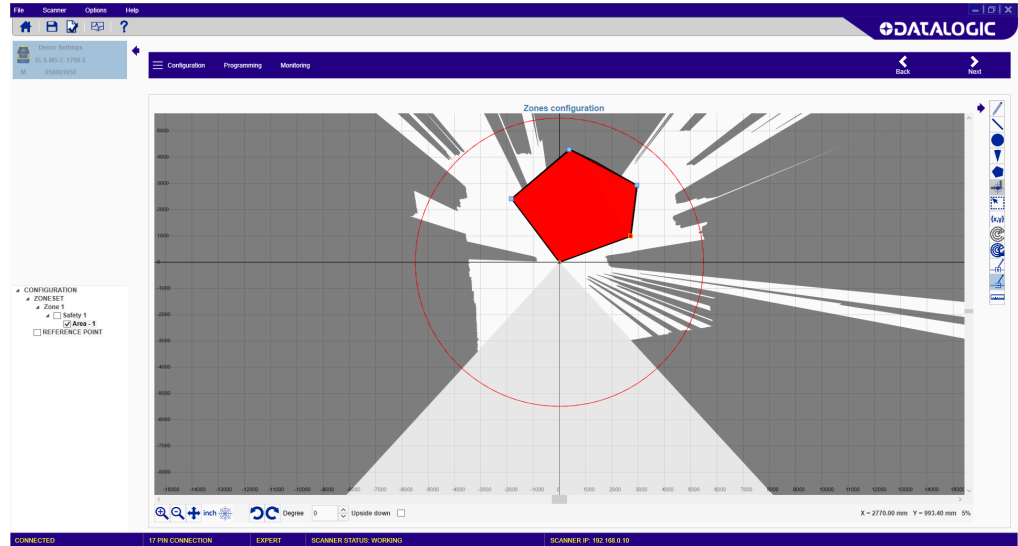 File Scanner Options Help
DATALOGIC
Demo Settings
SLS-M5-E-1708-E
M
Configuration Programming Monitoring
Back Next
Zones configuration
5000
4000
3000
2000
1000
0
-1000
-2000
-3000
-4000
-5000
-6000
-7000
-8000
-15000 -14000 -13000 -12000 -11000 -10000 -9000 -8000 -7000 -6000 -5000 -4000 -3000 -2000 -1000 0 1000 2000 3000 4000 5000 6000 7000 8000 9000 10000 11000 12000 13000 14000 15000
(x,y)
CONFIGURATION
ZONESET
Zone 1
Safety 1
Area - 1
REFERENCE POINT
inch Degree 0 Upside down
X = 2770.00 mm Y = 993.40 mm 5%
CONNECTED 17 PIN CONNECTION EXPERT SCANNER STATUS: WORKING SCANNER IP: 192.168.0.10